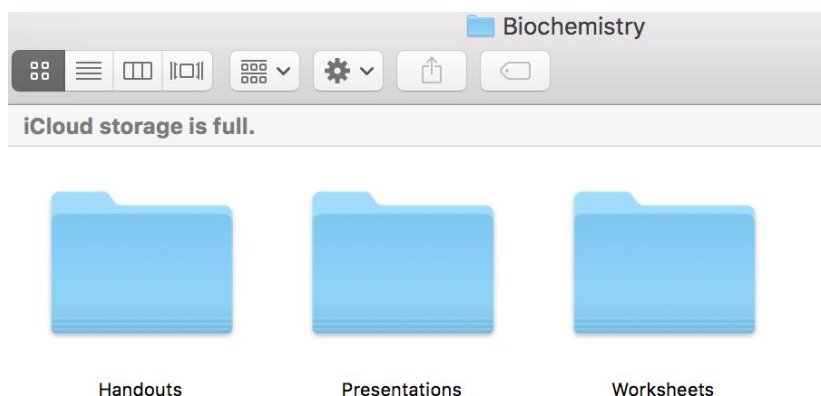 Biochemistry
iCloud storage is full.
Handouts Presentations Worksheets